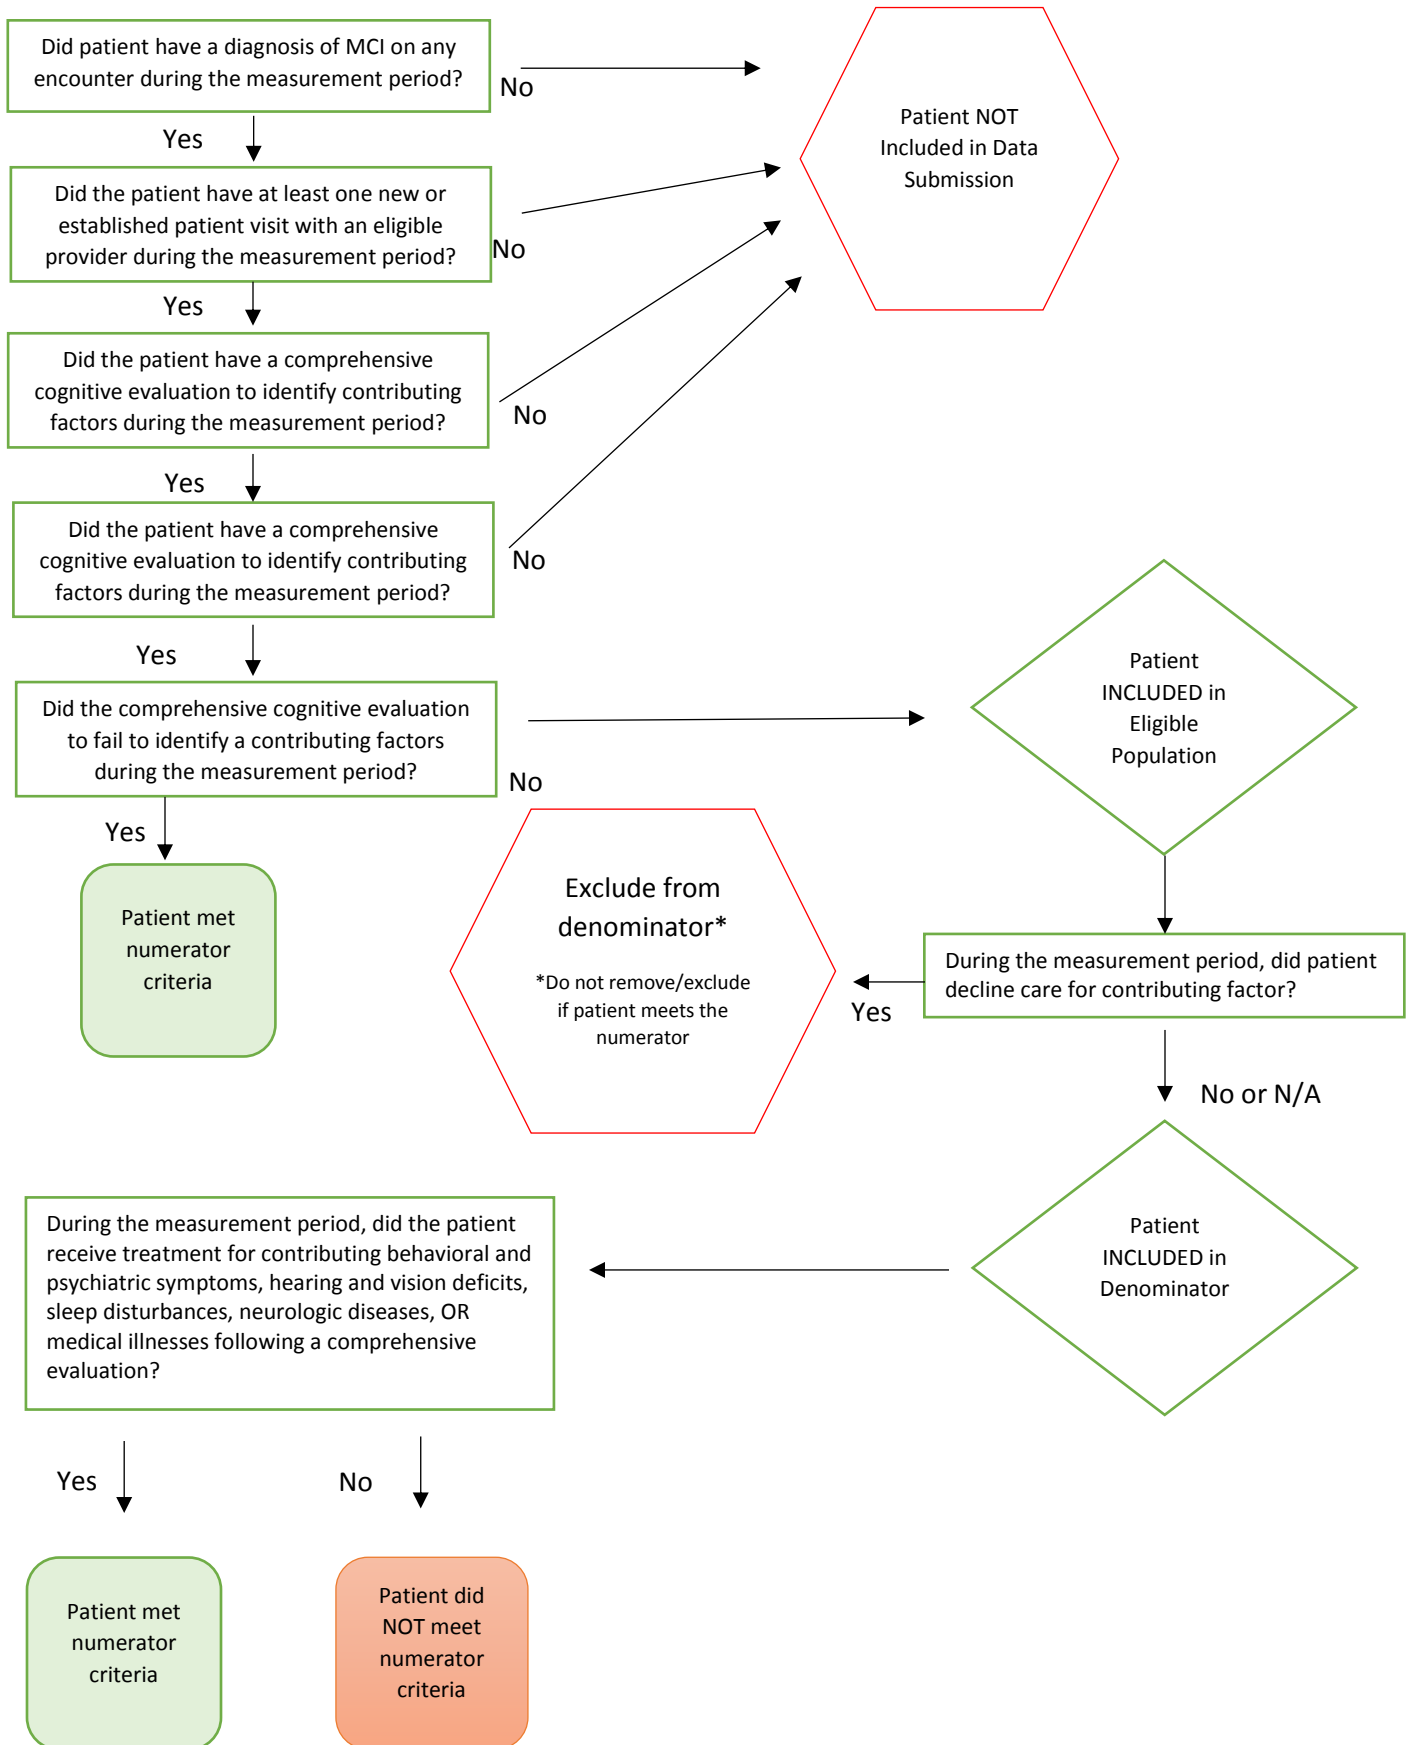 Did patient have a diagnosis of MCI on any
encounter during the measurement period?
No
Patient NOT
Included in Data
Submission
Yes
Did the patient have at least one new or
established patient visit with an eligible
provider during the measurement period?
No
Yes
Did the patient have a comprehensive
cognitive evaluation to identify contributing
factors during the measurement period?
No
Yes
Did the patient have a comprehensive
cognitive evaluation to identify contributing
factors during the measurement period?
No
Yes
Did the comprehensive cognitive evaluation
to fail to identify a contributing factors
during the measurement period?
No
Patient
INCLUDED in
Eligible
Population
Yes
Patient met
numerator
criteria
Exclude from
denominator*
*Do not remove/exclude
if patient meets the
numerator
During the measurement period, did patient
decline care for contributing factor?
Yes
No or N/A
Patient
INCLUDED in
Denominator
During the measurement period, did the patient
receive treatment for contributing behavioral and
psychiatric symptoms, hearing and vision deficits,
sleep disturbances, neurologic diseases, OR
medical illnesses following a comprehensive
evaluation?
Yes
No
Patient met
numerator
criteria
Patient did
NOT meet
numerator
criteria